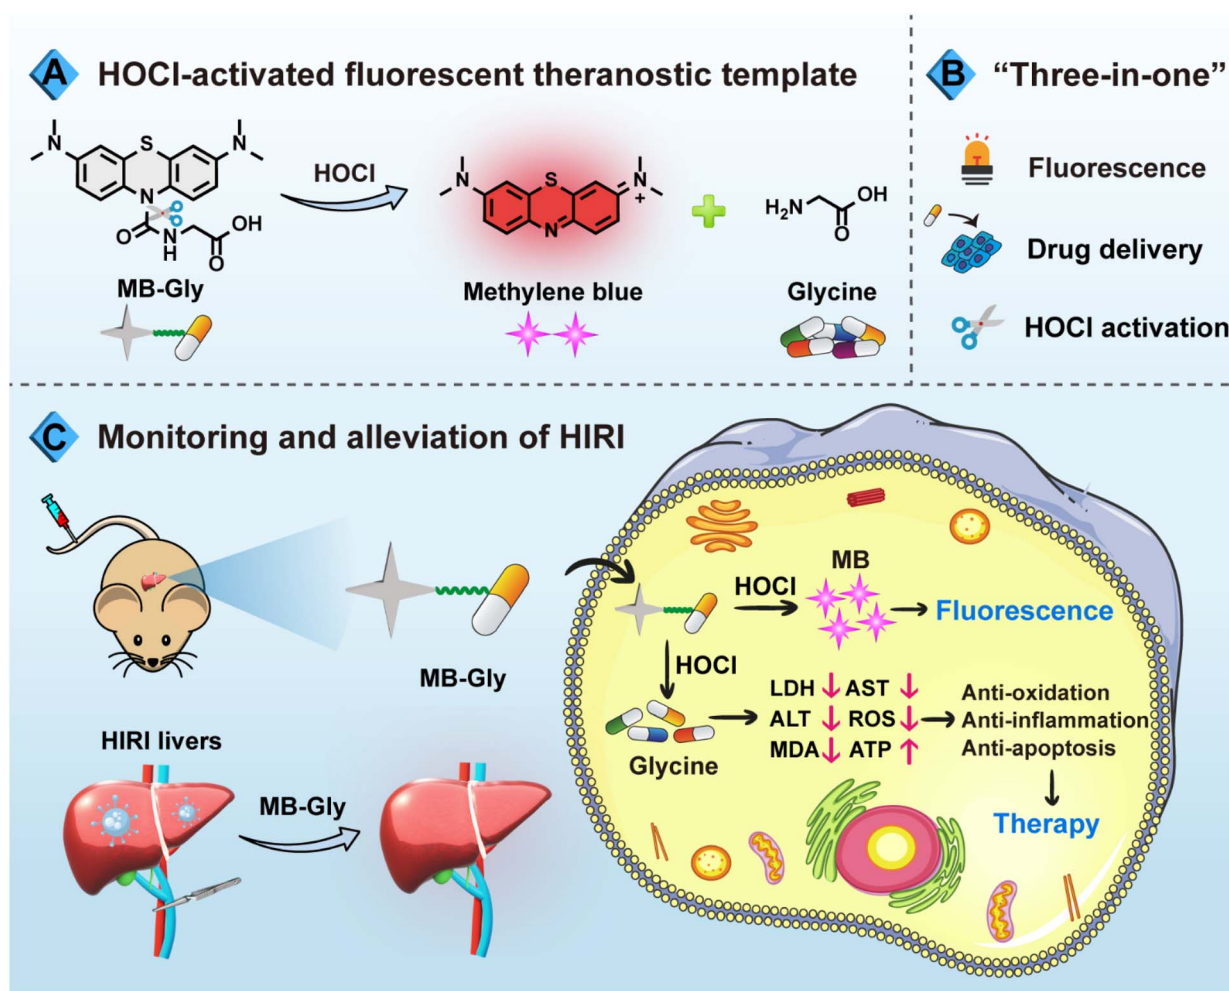 A HOCl-activated fluorescent theranostic template
N
S
N
N
O
N
H
OH
O
HOCl
N
S
N
+
N
H₂N
OH
O
MB-Gly
Methylene blue
Glycine
B "Three-in-one"
Fluorescence
Drug delivery
HOCl activation
C Monitoring and alleviation of HIRI
MB-Gly
HIRI livers
MB-Gly
HOCl
MB
Fluorescence
HOCl
Glycine
LDH ↓ AST ↓
ALT ↓ ROS ↓
MDA ↓ ATP ↑
Anti-oxidation
Anti-inflammation
Anti-apoptosis
Therapy